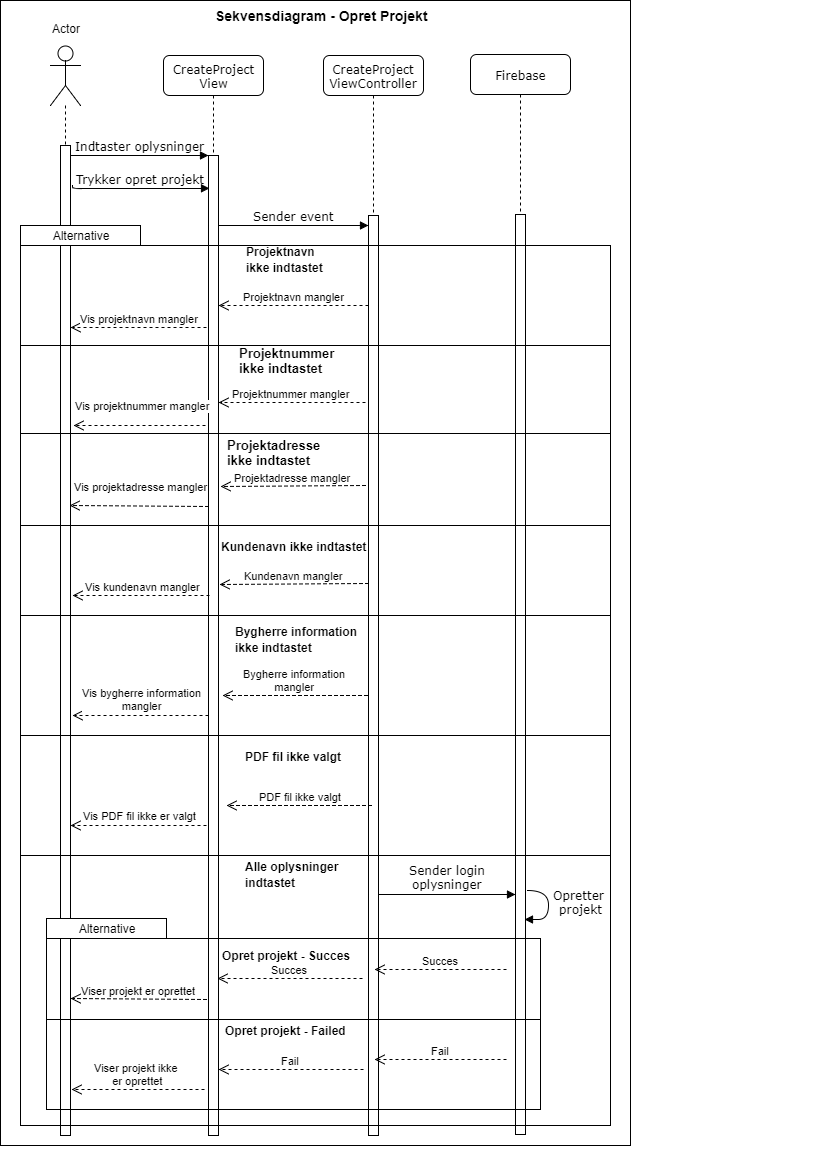 Sekvensdiagram - Opret Projekt
Actor
CreateProject
View
CreateProject
ViewController
Firebase
Indtaster oplysninger
Trykker opret projekt
Sender event
Alternative
Projektnavn
ikke indtastet
Projektnavn mangler
Vis projektnavn mangler
Projektnummer
ikke indtastet
Projektnummer mangler
Vis projektnummer mangler
Projektadresse
ikke indtastet
Projektadresse mangler
Vis projektadresse mangler
Kundenavn ikke indtastet
Kundenavn mangler
Vis kundenavn mangler
Bygherre information
ikke indtastet
Bygherre information
mangler
Vis bygherre information
mangler
PDF fil ikke valgt
PDF fil ikke valgt
Vis PDF fil ikke er valgt
Alle oplysninger
indtastet
Sender login
oplysninger
Opretter
projekt
Alternative
Opret projekt - Succes
Succes
Succes
Viser projekt er oprettet
Opret projekt - Failed
Fail
Fail
Viser projekt ikke
er oprettet